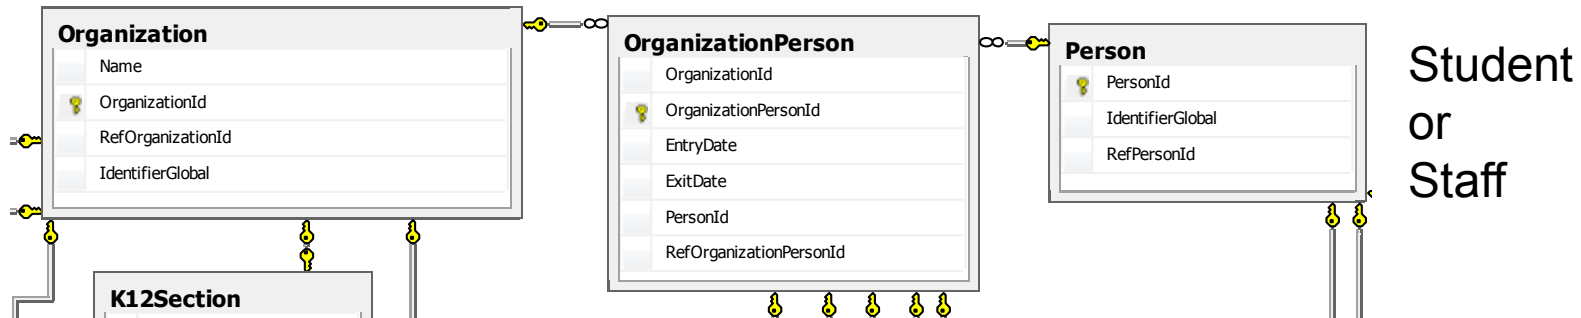 Organization
Name
OrganizationId
RefOrganizationId
IdentifierGlobal
K12Section
OrganizationPerson
OrganizationId
OrganizationPersonId
EntryDate
ExitDate
PersonId
RefOrganizationPersonId
Person
PersonId
IdentifierGlobal
RefPersonId
Student
or
Staff